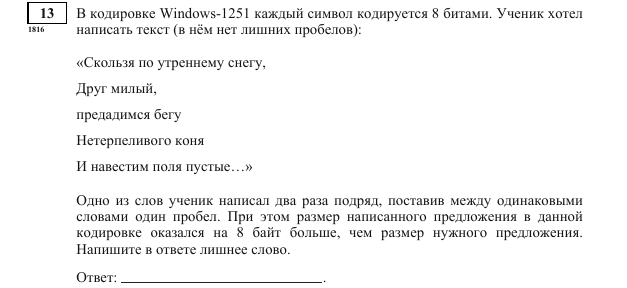 13
1816
В кодировке Windows-1251 каждый символ кодируется 8 битами. Ученик хотел
написать текст (в нём нет лишних пробелов):
«Скользя по утреннему снегу,
Друг милый,
предадимся бегу
Нетерпеливого коня
И навестим поля пустые…»
Одно из слов ученик написал два раза подряд, поставив между одинаковыми
словами один пробел. При этом размер написанного предложения в данной
кодировке оказался на 8 байт больше, чем размер нужного предложения.
Напишите в ответе лишнее слово.
Ответ: ______________________.